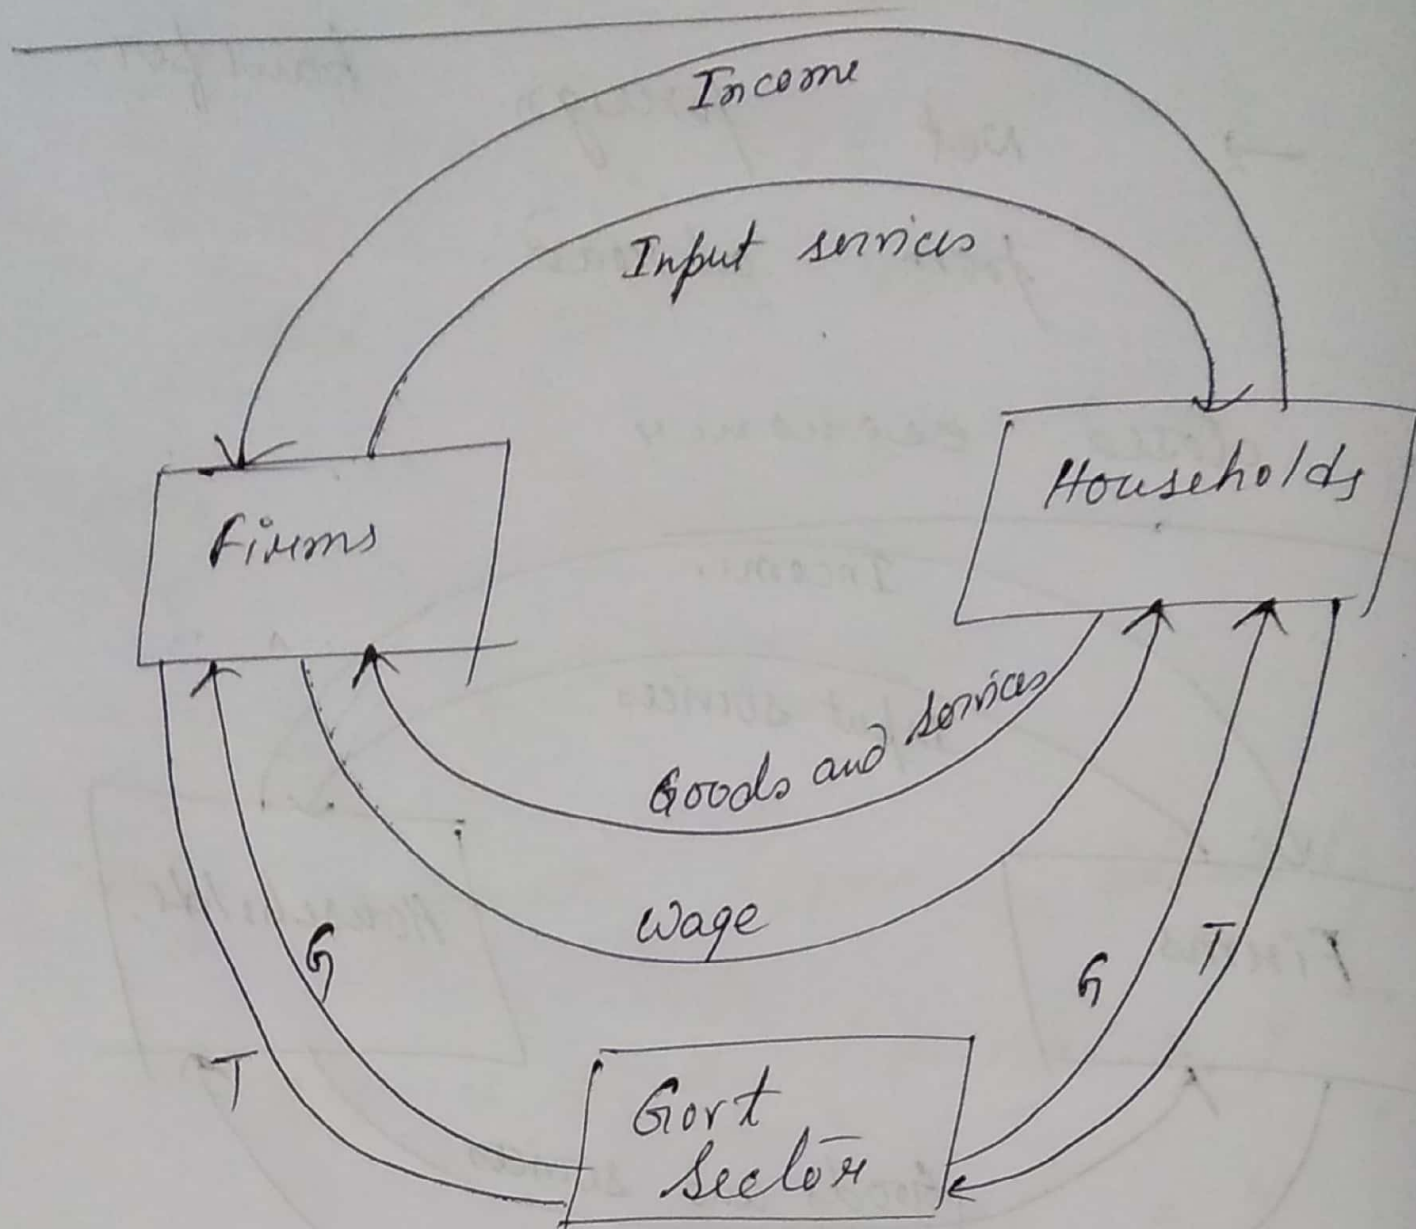 Income
Input services
Firms
Households
Goods and services
Wage
G
T
G
T
Govt
Sector